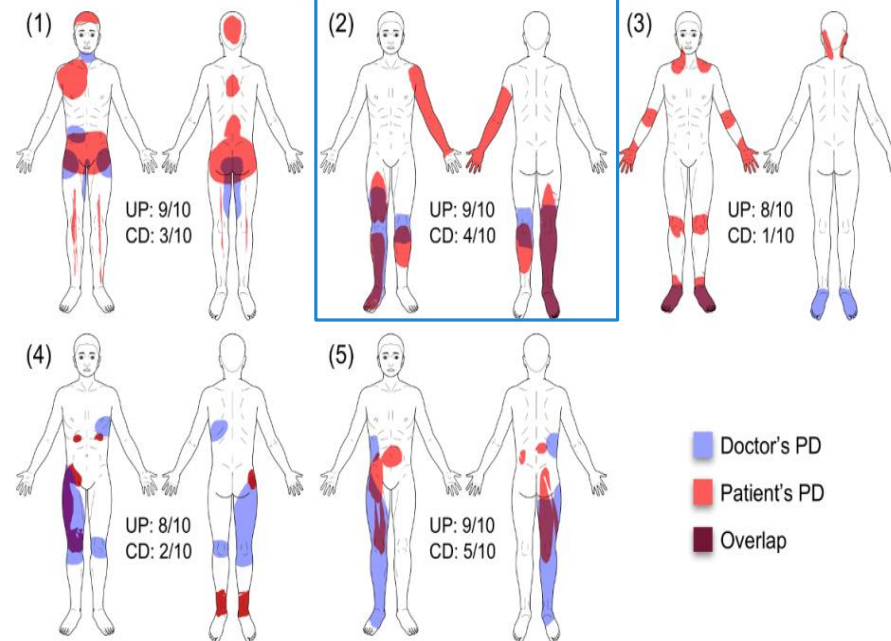 (1)
UP: 9/10
CD: 3/10
(2)
UP: 9/10
CD: 4/10
(3)
UP: 8/10
CD: 1/10
(4)
UP: 8/10
CD: 2/10
(5)
UP: 9/10
CD: 5/10
Doctor's PD
Patient's PD
Overlap